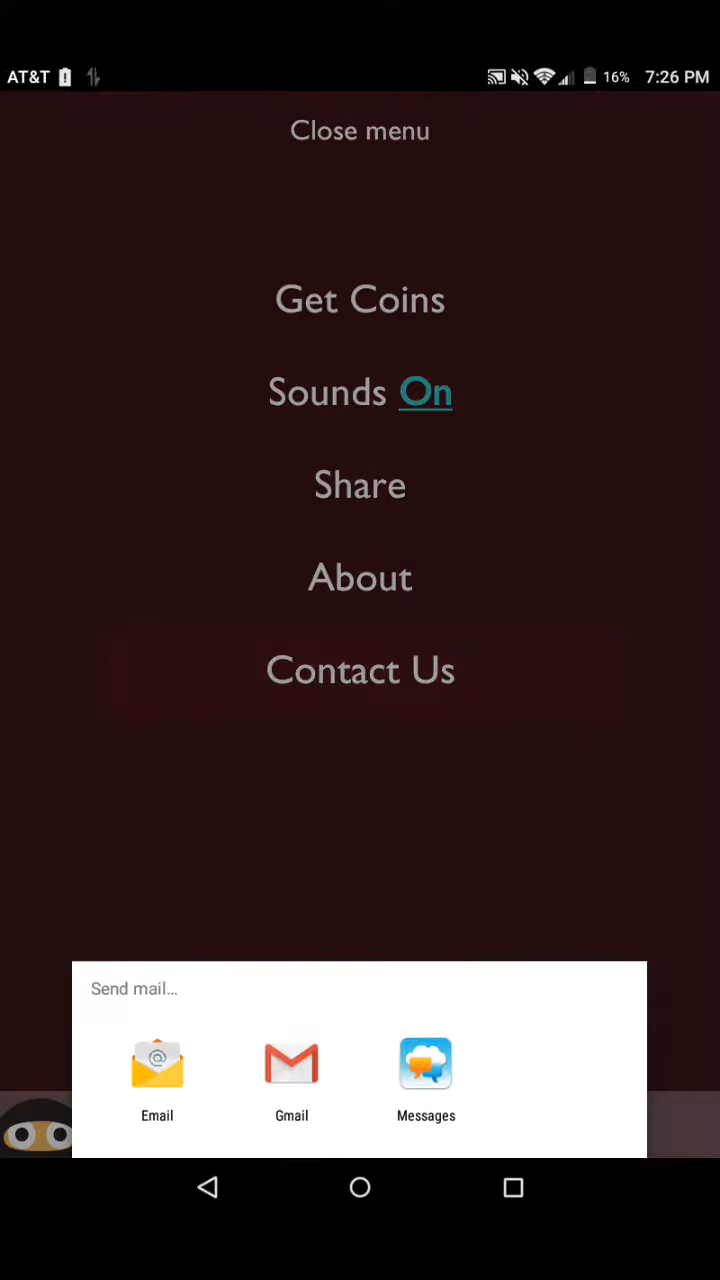 AT&T 16% 7:26 PM
Close menu
Get Coins
Sounds On
Share
About
Contact Us
Send mail...
Email Gmail Messages